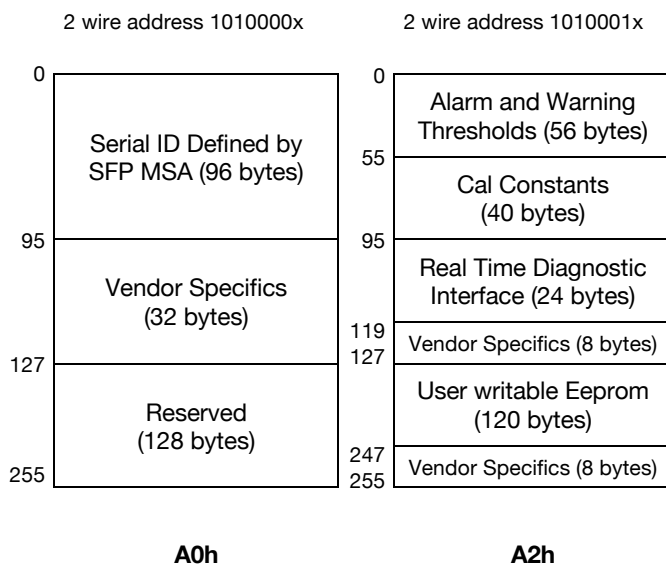 2 wire address 1010000x
0
Serial ID Defined by
SFP MSA (96 bytes)
95
Vendor Specifics
(32 bytes)
127
Reserved
(128 bytes)
255
A0h
2 wire address 1010001x
0
Alarm and Warning
Thresholds (56 bytes)
55
Cal Constants
(40 bytes)
95
Real Time Diagnostic
Interface (24 bytes)
119
Vendor Specifics (8 bytes)
127
User writable Eeprom
(120 bytes)
247
Vendor Specifics (8 bytes)
255
A2h